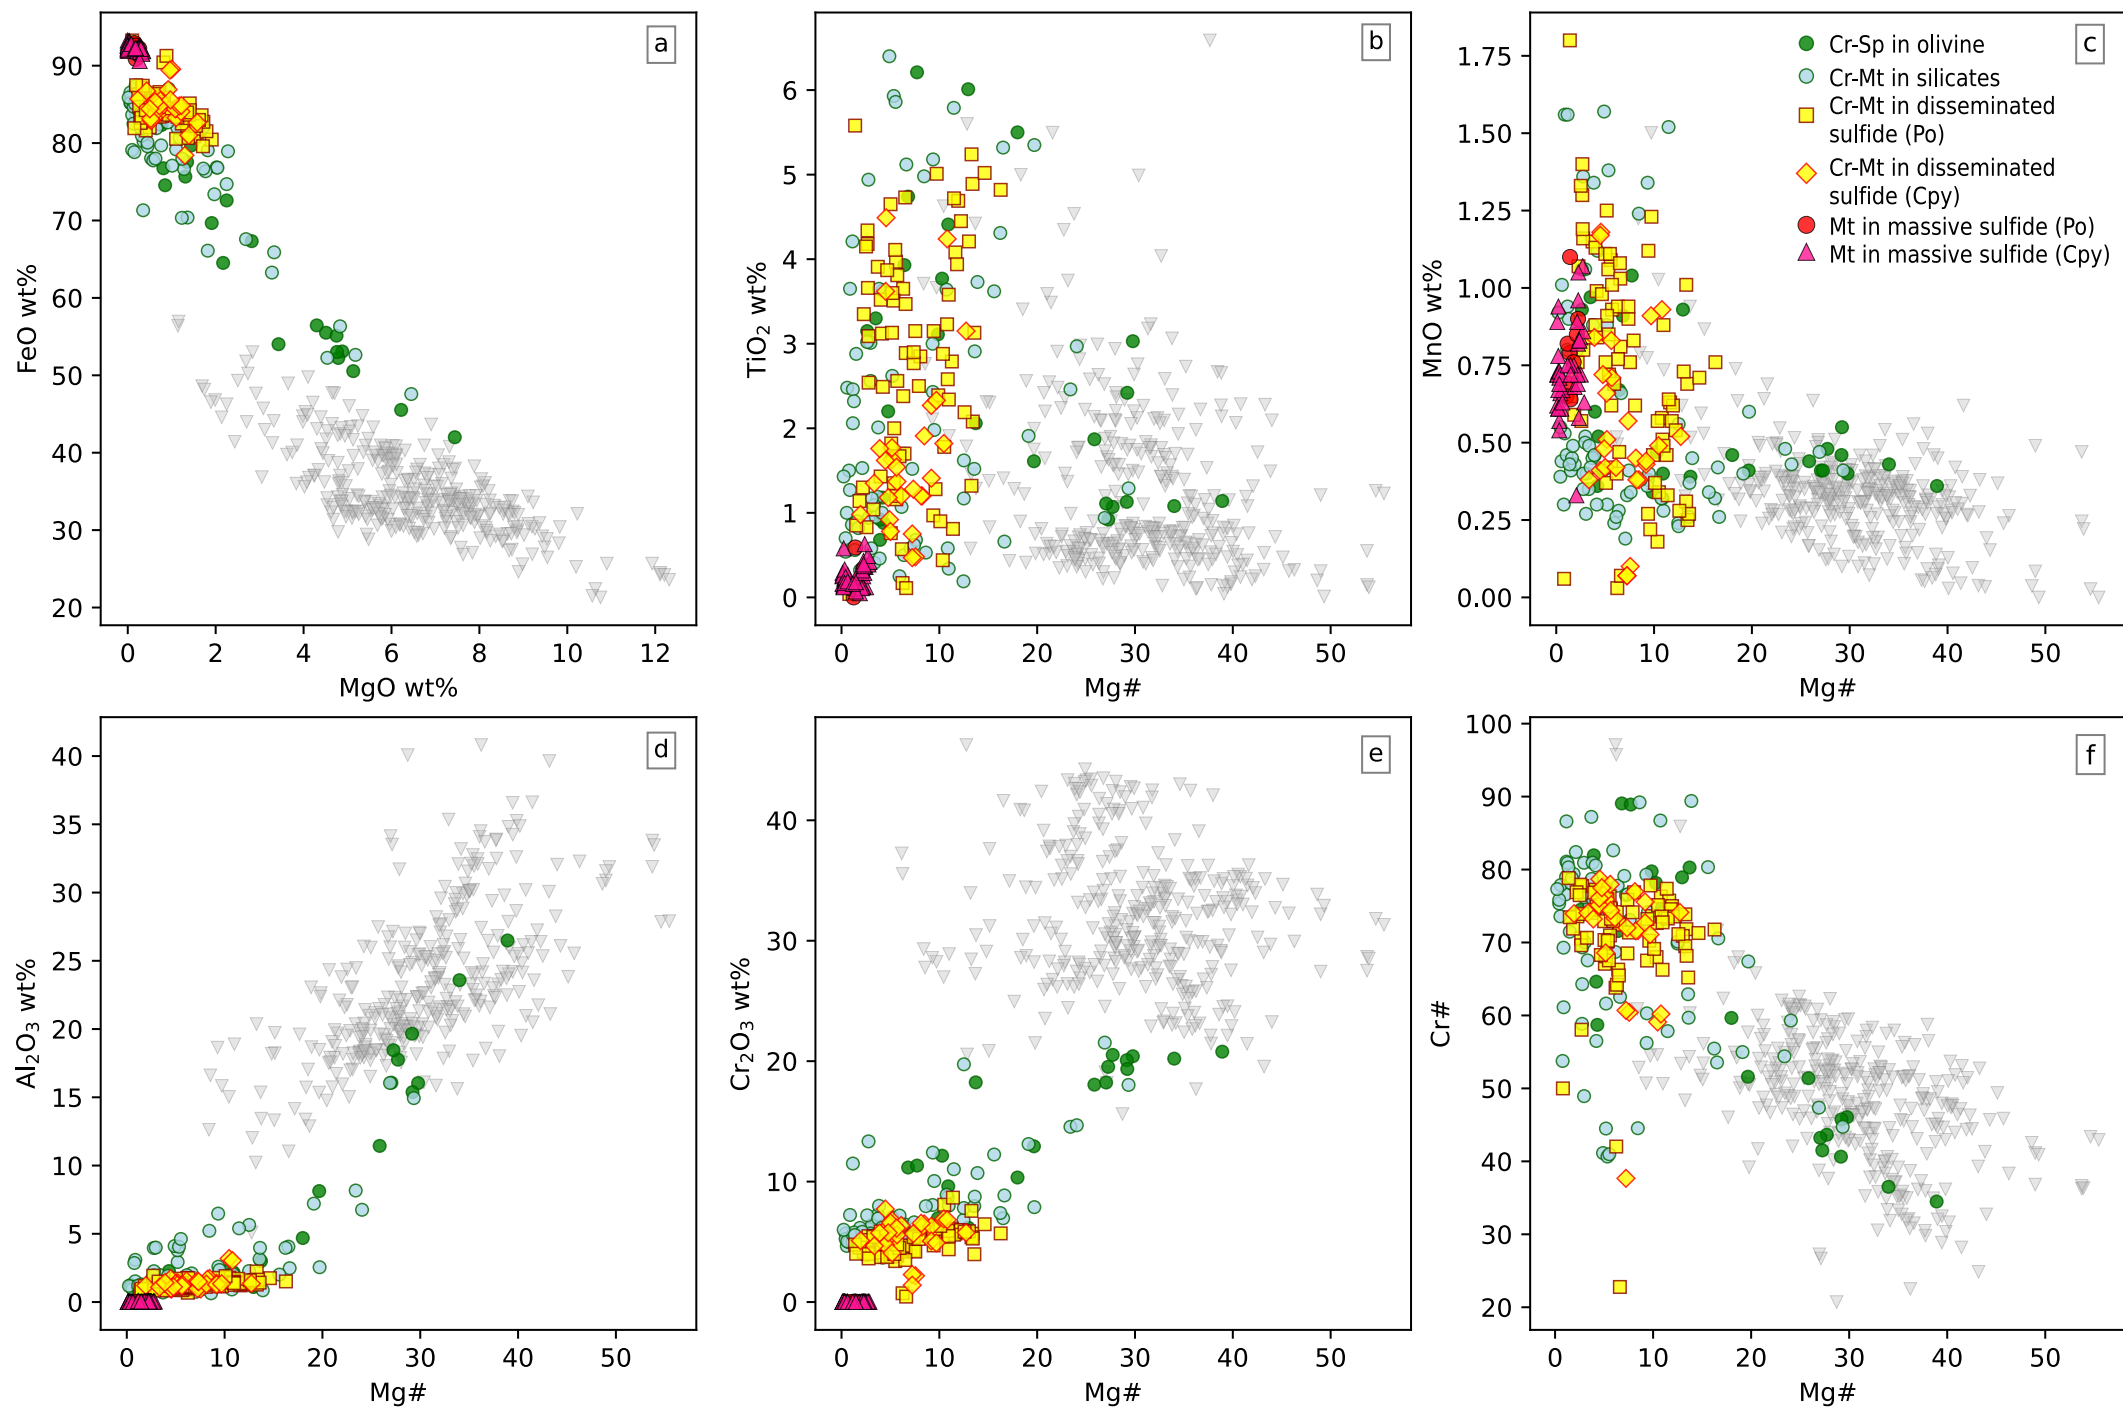 a
90
80
70
60
50
40
30
20
FeO wt%
0 2 4 6 8 10 12
MgO wt%
b
6
5
4
3
2
1
0
TiO₂ wt%
0 10 20 30 40 50
Mg#
c
Cr-Sp in olivine
Cr-Mt in silicates
Cr-Mt in disseminated
sulfide (Po)
Cr-Mt in disseminated
sulfide (Cpy)
Mt in massive sulfide (Po)
Mt in massive sulfide (Cpy)
1.75
1.50
1.25
1.00
0.75
0.50
0.25
0.00
MnO wt%
0 10 20 30 40 50
Mg#
d
40
35
30
25
20
15
10
5
0
Al₂O₃ wt%
0 10 20 30 40 50
Mg#
e
40
30
20
10
0
Cr₂O₃ wt%
0 10 20 30 40 50
Mg#
f
100
90
80
70
60
50
40
30
20
Cr#
0 10 20 30 40 50
Mg#